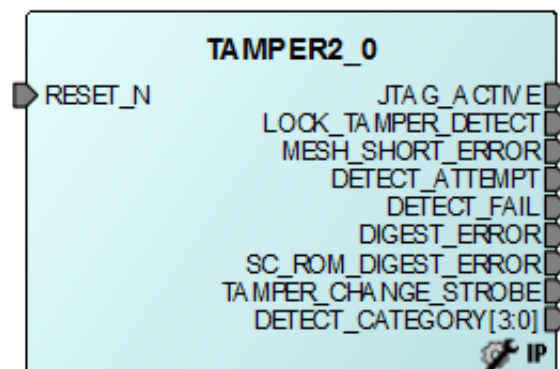 TAMPER2_0
RESET_N
JTAG_ACTIVE
LOCK_TAMPER_DETECT
MESH_SHORT_ERROR
DETECT_ATTEMPT
DETECT_FAIL
DIGEST_ERROR
SC_ROM_DIGEST_ERROR
TAMPER_CHANGE_STROBE
DETECT_CATEGORY[3:0]
IP